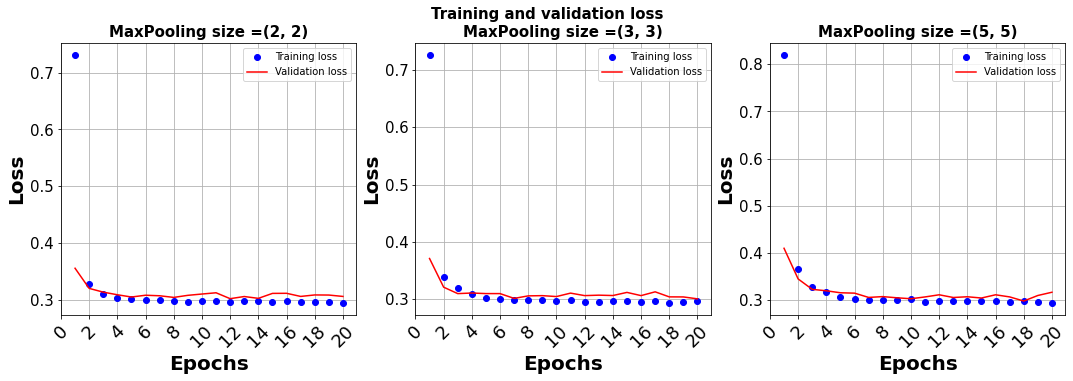 Training and validation loss
MaxPooling size =(2, 2)
Training loss
Validation loss
0.7
0.6
0.5
0.4
0.3
Loss
0 2 4 6 8 10 12 14 16 18 20
Epochs
MaxPooling size =(3, 3)
Training loss
Validation loss
0.7
0.6
0.5
0.4
0.3
Loss
0 2 4 6 8 10 12 14 16 18 20
Epochs
MaxPooling size =(5, 5)
Training loss
Validation loss
0.8
0.7
0.6
0.5
0.4
0.3
Loss
0 2 4 6 8 10 12 14 16 18 20
Epochs